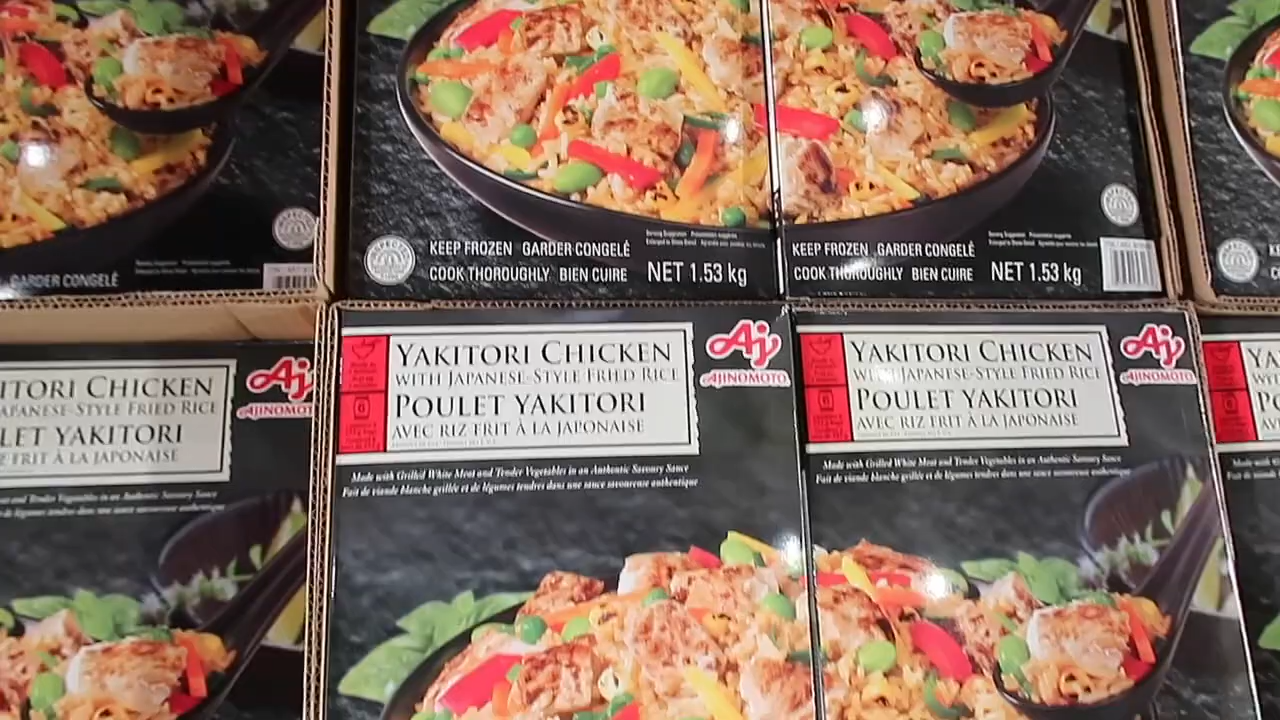 GARDER CONGELÉ
KEEP FROZEN GARDER CONGELÉ
COOK THOROUGHLY BIEN CUIRE NET 1.53 kg
KEEP FROZEN GARDER CONGELÉ
COOK THOROUGHLY BIEN CUIRE NET 1.53 kg
ITORI CHICKEN
APANESE-STYLE FRIED RICE
LET YAKITORI
Z FRIT À LA JAPONAISE
Aj
AJINOMOTO
YAKITORI CHICKEN
WITH JAPANESE-STYLE FRIED RICE
POULET YAKITORI
AVEC RIZ FRIT À LA JAPONAISE
Aj
AJINOMOTO.
Made with Grilled White Meat and Tender Vegetables in an Authentic Savoury Sauce
Fait de viande blanche grillée et de légumes tendres dans une sauce savoureuse authentique
YAKITORI CHICKEN
WITH JAPANESE-STYLE FRIED RICE
POULET YAKITORI
AVEC RIZ FRIT À LA JAPONAISE
Aj
AJINOMOTO.
Made with Grilled White Meat and Tender Vegetables in an Authentic Savoury Sauce
Fait de viande blanche grillée et de légumes tendres dans une sauce savoureuse authentique